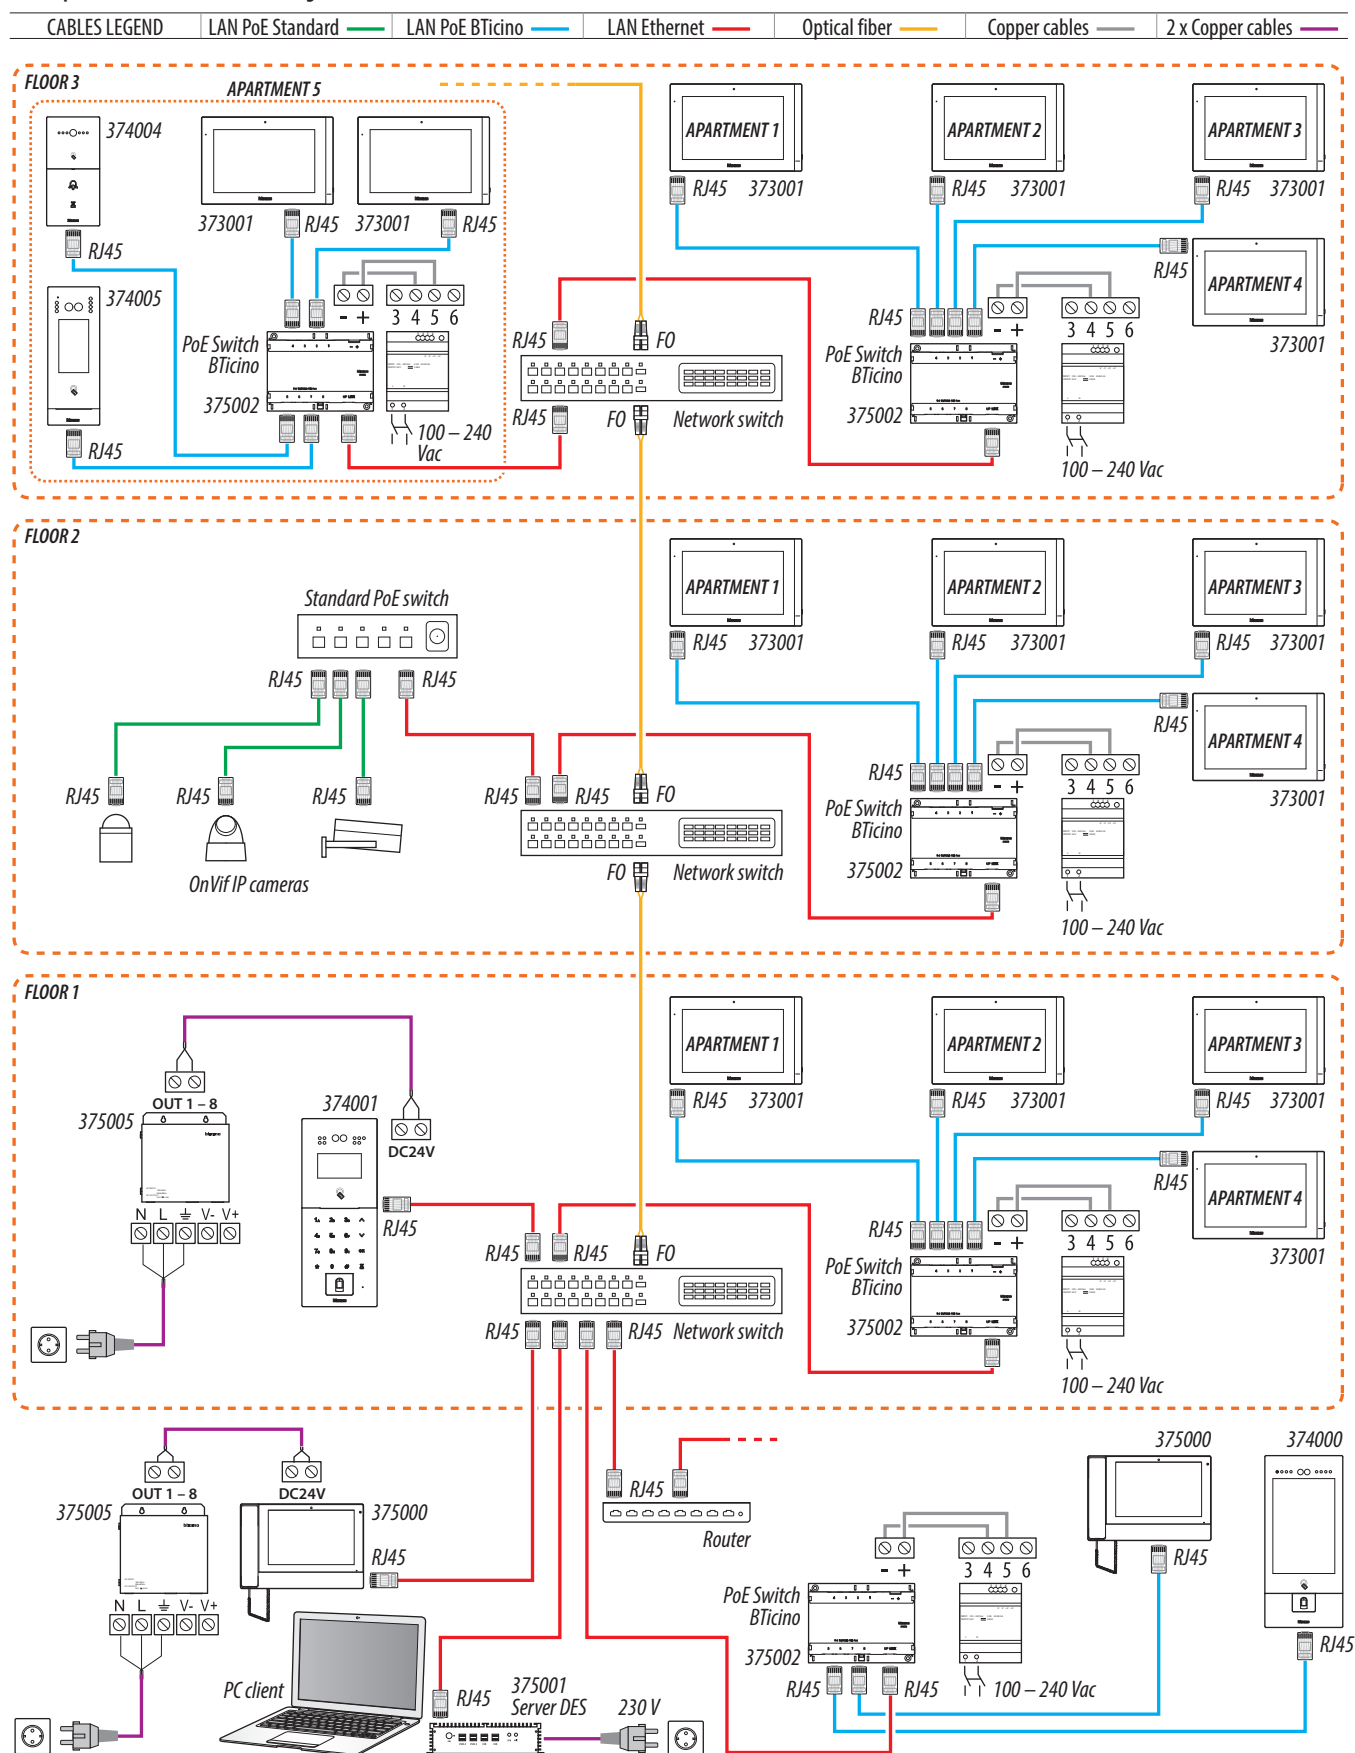 CABLES LEGEND LAN PoE Standard LAN PoE BTicino LAN Ethernet Optical fiber Copper cables 2 x Copper cables
FLOOR 3
APARTMENT 5
374004
373001 RJ45 373001 RJ45
RJ45
374005
- + 3 4 5 6
PoE Switch
BTicino
375002
100 – 240
Vac
RJ45
RJ45 FO
RJ45 FO Network switch
APARTMENT 1
RJ45 373001
APARTMENT 2
RJ45 373001
APARTMENT 3
RJ45 373001
APARTMENT 4
RJ45
373001
RJ45
- + 3 4 5 6
PoE Switch
BTicino
375002
100 – 240 Vac
FLOOR 2
Standard PoE switch
RJ45 RJ45
RJ45 RJ45 RJ45
OnVif IP cameras
RJ45 RJ45 FO
FO Network switch
APARTMENT 1
RJ45 373001
APARTMENT 2
RJ45 373001
APARTMENT 3
RJ45 373001
APARTMENT 4
RJ45
373001
RJ45
- + 3 4 5 6
PoE Switch
BTicino
375002
100 – 240 Vac
FLOOR 1
OUT 1 – 8
375005
N L V- V+
374001
DC24V
RJ45
RJ45 RJ45 FO
RJ45 RJ45 Network switch
APARTMENT 1
RJ45 373001
APARTMENT 2
RJ45 373001
APARTMENT 3
RJ45 373001
APARTMENT 4
RJ45
373001
RJ45
- + 3 4 5 6
PoE Switch
BTicino
375002
100 – 240 Vac
OUT 1 – 8
375005
N L V- V+
DC24V
375000
RJ45
PC client
RJ45
375001
Server DES
230 V
RJ45
Router
- + 3 4 5 6
PoE Switch
BTicino
375002
RJ45 RJ45
100 – 240 Vac
375000
RJ45
374000
RJ45